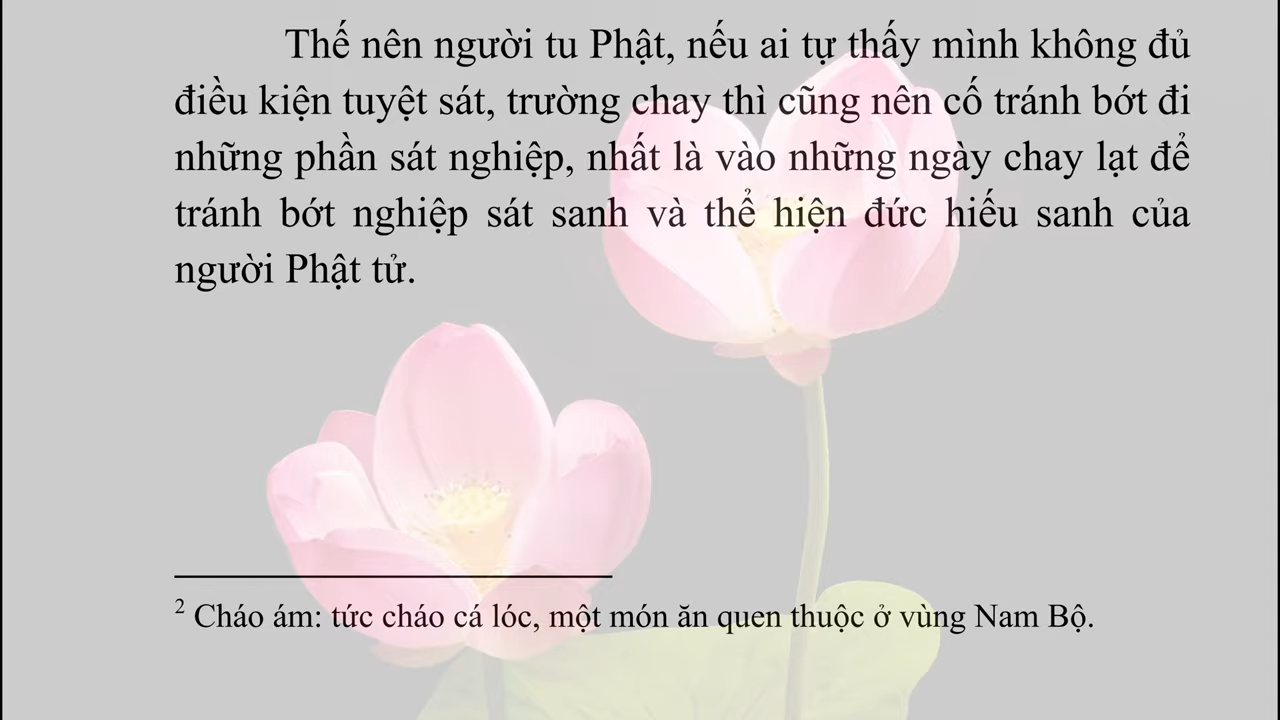 Thế nên người tu Phật, nếu ai tự thấy mình không đủ
điều kiện tuyệt sát, trường chay thì cũng nên cố tránh bớt đi
những phần sát nghiệp, nhất là vào những ngày chay lạt để
tránh bớt nghiệp sát sanh và thể hiện đức hiếu sanh của
người Phật tử.
2 Cháo ám: tức cháo cá lóc, một món ăn quen thuộc ở vùng Nam Bộ.